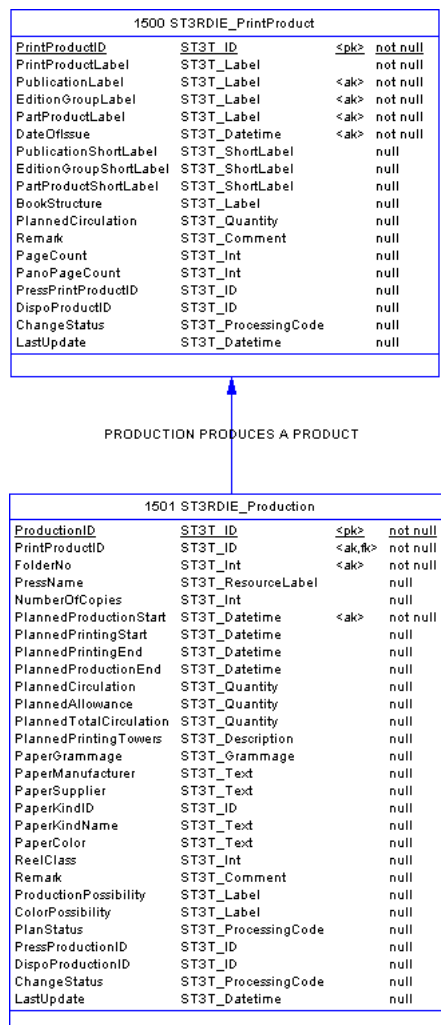 1500 ST3RDIE_PrintProduct
PrintProductID ST3T_ID <pk> not null
PrintProductLabel ST3T_Label not null
PublicationLabel ST3T_Label <ak> not null
EditionGroupLabel ST3T_Label <ak> not null
PartProductLabel ST3T_Label <ak> not null
DateOfIssue ST3T_Datetime <ak> not null
PublicationShortLabel ST3T_ShortLabel null
EditionGroupShortLabel ST3T_ShortLabel null
PartProductShortLabel ST3T_ShortLabel null
BookStructure ST3T_Label null
PlannedCirculation ST3T_Quantity null
Remark ST3T_Comment null
PageCount ST3T_Int null
PanoPageCount ST3T_Int null
PressPrintProductID ST3T_ID null
DispoProductID ST3T_ID null
ChangeStatus ST3T_ProcessingCode null
LastUpdate ST3T_Datetime null
PRODUCTION PRODUCES A PRODUCT
1501 ST3RDIE_Production
ProductionID ST3T_ID <pk> not null
PrintProductID ST3T_ID <ak,fk> not null
FolderNo ST3T_Int <ak> not null
PressName ST3T_ResourceLabel null
NumberOfCopies ST3T_Int null
PlannedProductionStart ST3T_Datetime <ak> not null
PlannedPrintingStart ST3T_Datetime null
PlannedPrintingEnd ST3T_Datetime null
PlannedProductionEnd ST3T_Datetime null
PlannedCirculation ST3T_Quantity null
PlannedAllowance ST3T_Quantity null
PlannedTotalCirculation ST3T_Quantity null
PlannedPrintingTowers ST3T_Description null
PaperGrammage ST3T_Grammage null
PaperManufacturer ST3T_Text null
PaperSupplier ST3T_Text null
PaperKindID ST3T_ID null
PaperKindName ST3T_Text null
PaperColor ST3T_Text null
ReelClass ST3T_Int null
Remark ST3T_Comment null
ProductionPossibility ST3T_Label null
ColorPossibility ST3T_Label null
PlanStatus ST3T_ProcessingCode null
PressProductionID ST3T_ID null
DispoProductionID ST3T_ID null
ChangeStatus ST3T_ProcessingCode null
LastUpdate ST3T_Datetime null